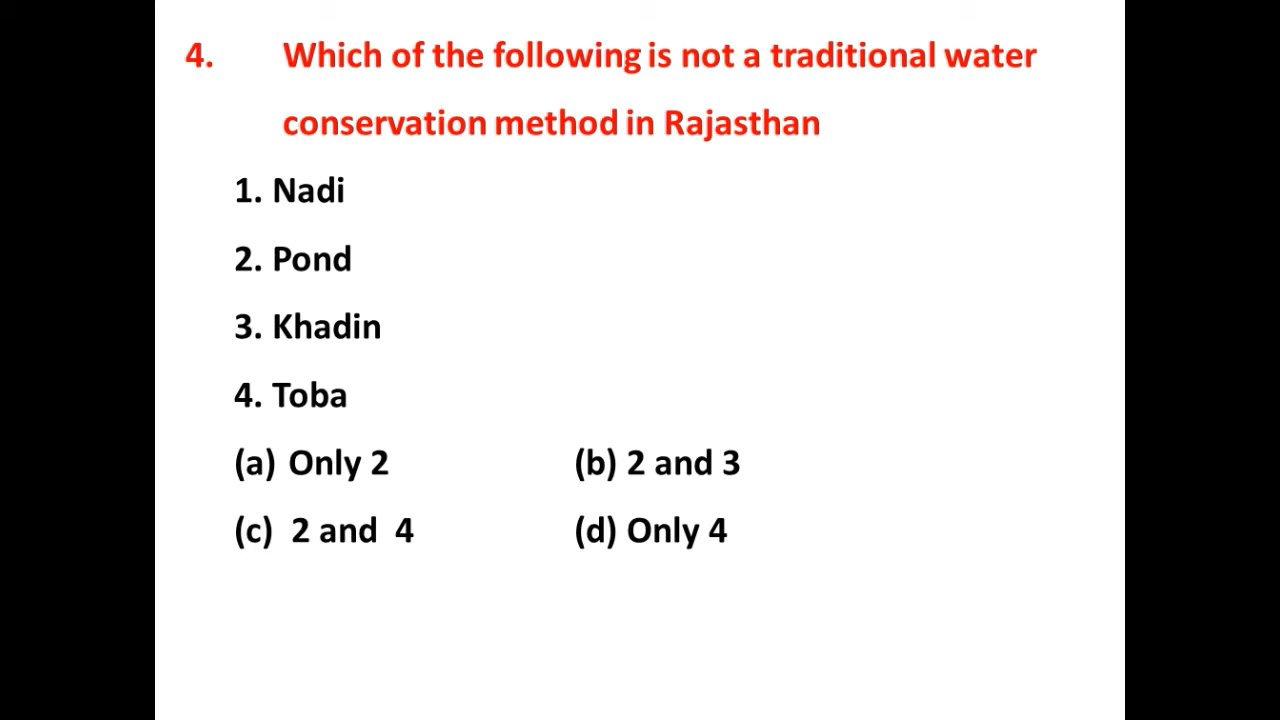 4. Which of the following is not a traditional water
conservation method in Rajasthan
1. Nadi
2. Pond
3. Khadin
4. Toba
(a) Only 2 (b) 2 and 3
(c) 2 and 4 (d) Only 4